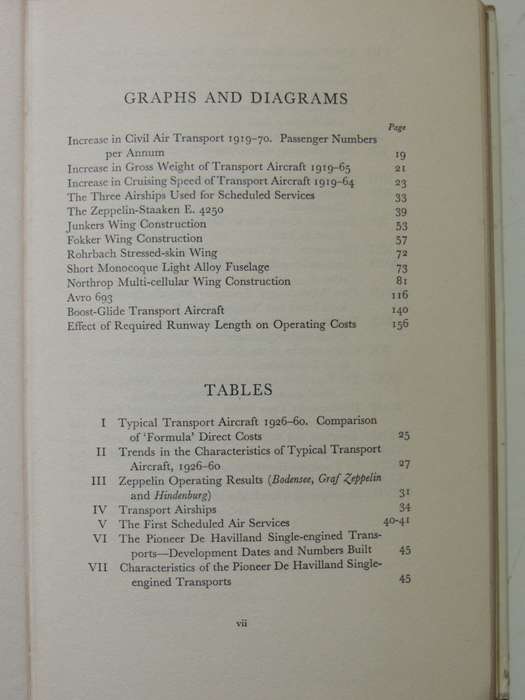 GRAPHS AND DIAGRAMS
Page
Increase in Civil Air Transport 1919–70. Passenger Numbers
per Annum 19
Increase in Gross Weight of Transport Aircraft 1919–65 21
Increase in Cruising Speed of Transport Aircraft 1919–64 23
The Three Airships Used for Scheduled Services 33
The Zeppelin-Staaken E. 4250 39
Junkers Wing Construction 53
Fokker Wing Construction 57
Rohrbach Stressed-skin Wing 72
Short Monocoque Light Alloy Fuselage 73
Northrop Multi-cellular Wing Construction 81
Avro 693 116
Boost-Glide Transport Aircraft 140
Effect of Required Runway Length on Operating Costs 156
TABLES
I Typical Transport Aircraft 1926–60. Comparison
of 'Formula' Direct Costs 25
II Trends in the Characteristics of Typical Transport
Aircraft, 1926–60 27
III Zeppelin Operating Results (Bodensee, Graf Zeppelin
and Hindenburg) 31
IV Transport Airships 34
V The First Scheduled Air Services 40-41
VI The Pioneer De Havilland Single-engined Trans-
ports—Development Dates and Numbers Built 45
VII Characteristics of the Pioneer De Havilland Single-
engined Transports 45
vii